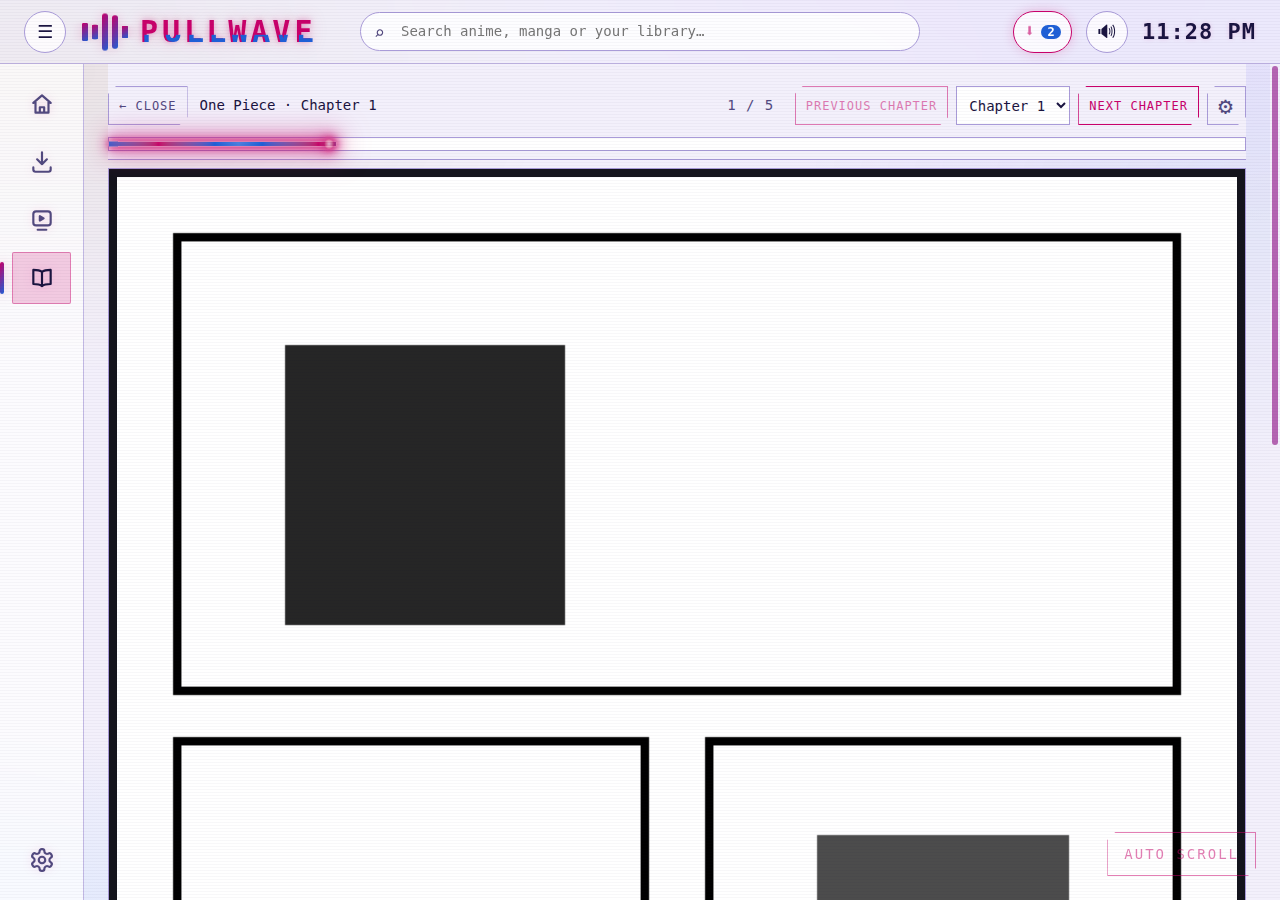 PULLWAVE
Search anime, manga or your library…
2
11:28 PM
← CLOSE
One Piece · Chapter 1
1 / 5
PREVIOUS CHAPTER
Chapter 1
NEXT CHAPTER
AUTO SCROLL